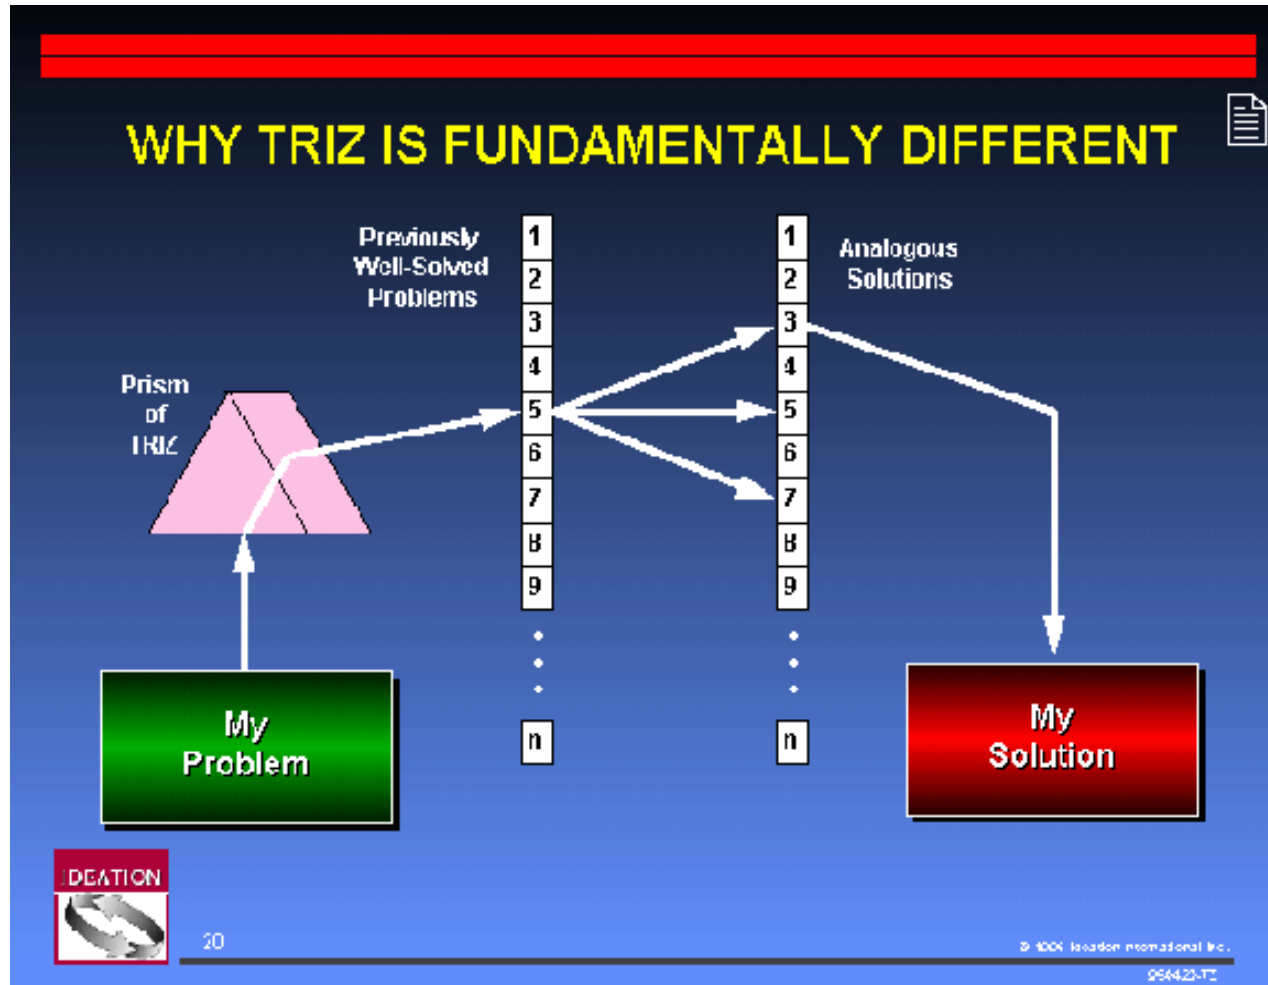 WHY TRIZ IS FUNDAMENTALLY DIFFERENT
Previously
Well-Solved
Problems
1
2
3
4
5
6
7
8
9
n
1
2
3
4
5
6
7
8
9
n
Analogous
Solutions
Prism
of
TRIZ
My
Problem
My
Solution
IDEATION
20
International Inc.